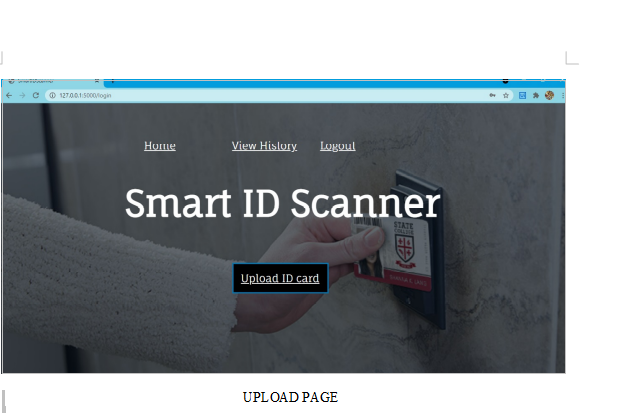 127.0.0.1:5000/login
Home View History Logout
Smart ID Scanner
STATE
COLLEGE
Upload ID card
UPLOAD PAGE